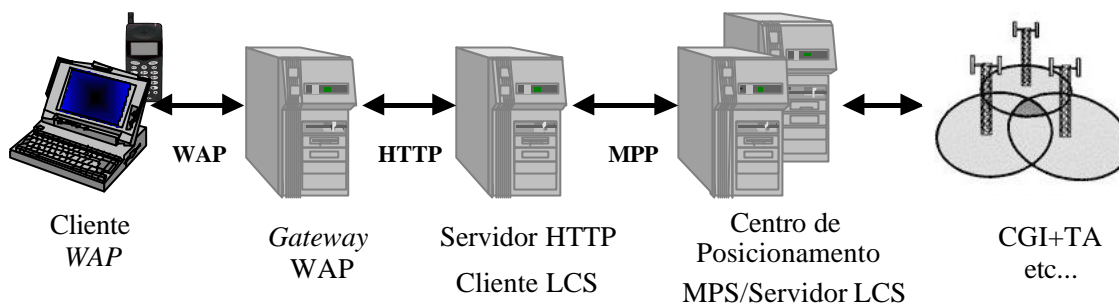 WAP
HTTP
MPP
Cliente
WAP
Gateway
WAP
Servidor HTTP
Cliente LCS
Centro de
Posicionamento
MPS/Servidor LCS
CGI+TA
etc...